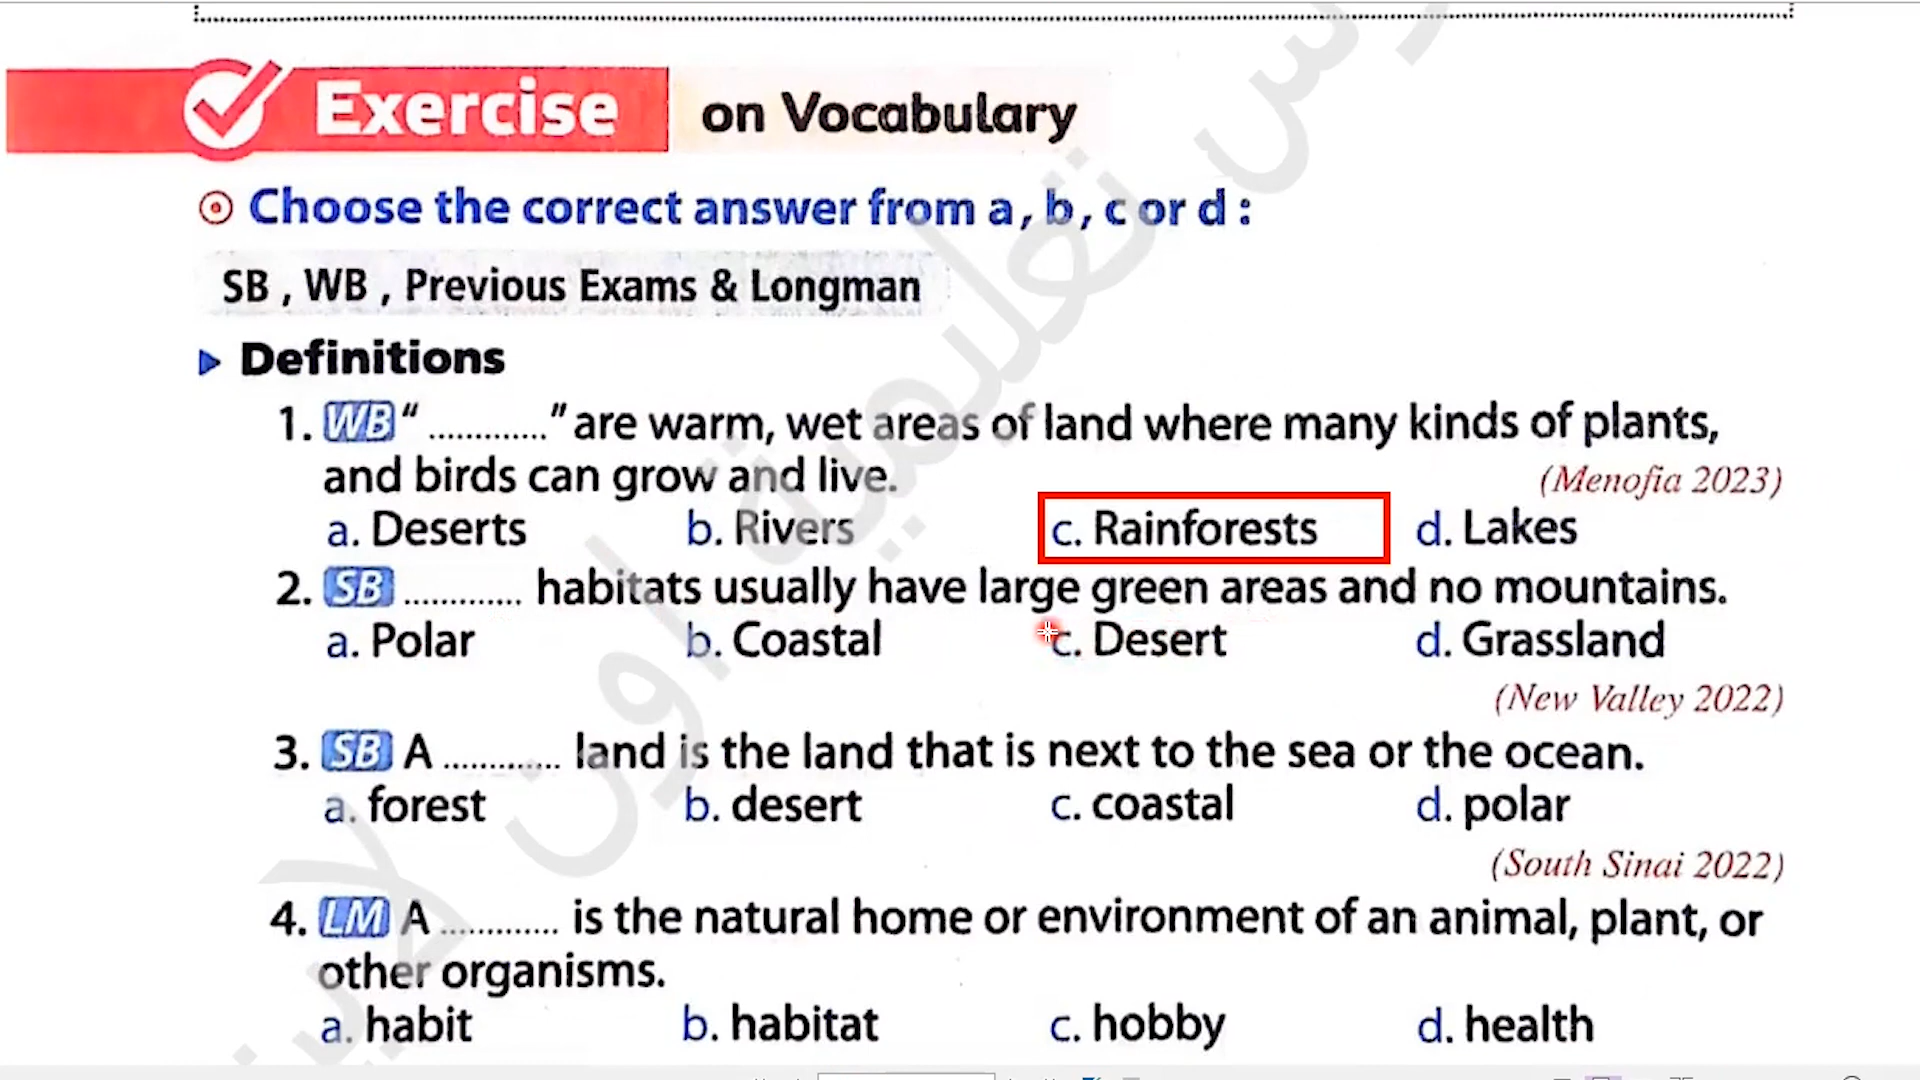 Exercise on Vocabulary
Choose the correct answer from a, b, c or d :
SB , WB , Previous Exams & Longman
Definitions
1. WB “ ............. ” are warm, wet areas of land where many kinds of plants,
and birds can grow and live. (Menofia 2023)
a. Deserts b. Rivers c. Rainforests d. Lakes
2. SB ............. habitats usually have large green areas and no mountains.
a. Polar b. Coastal c. Desert d. Grassland
(New Valley 2022)
3. SB A ............. land is the land that is next to the sea or the ocean.
a. forest b. desert c. coastal d. polar
(South Sinai 2022)
4. LM A ............. is the natural home or environment of an animal, plant, or
other organisms.
a. habit b. habitat c. hobby d. health